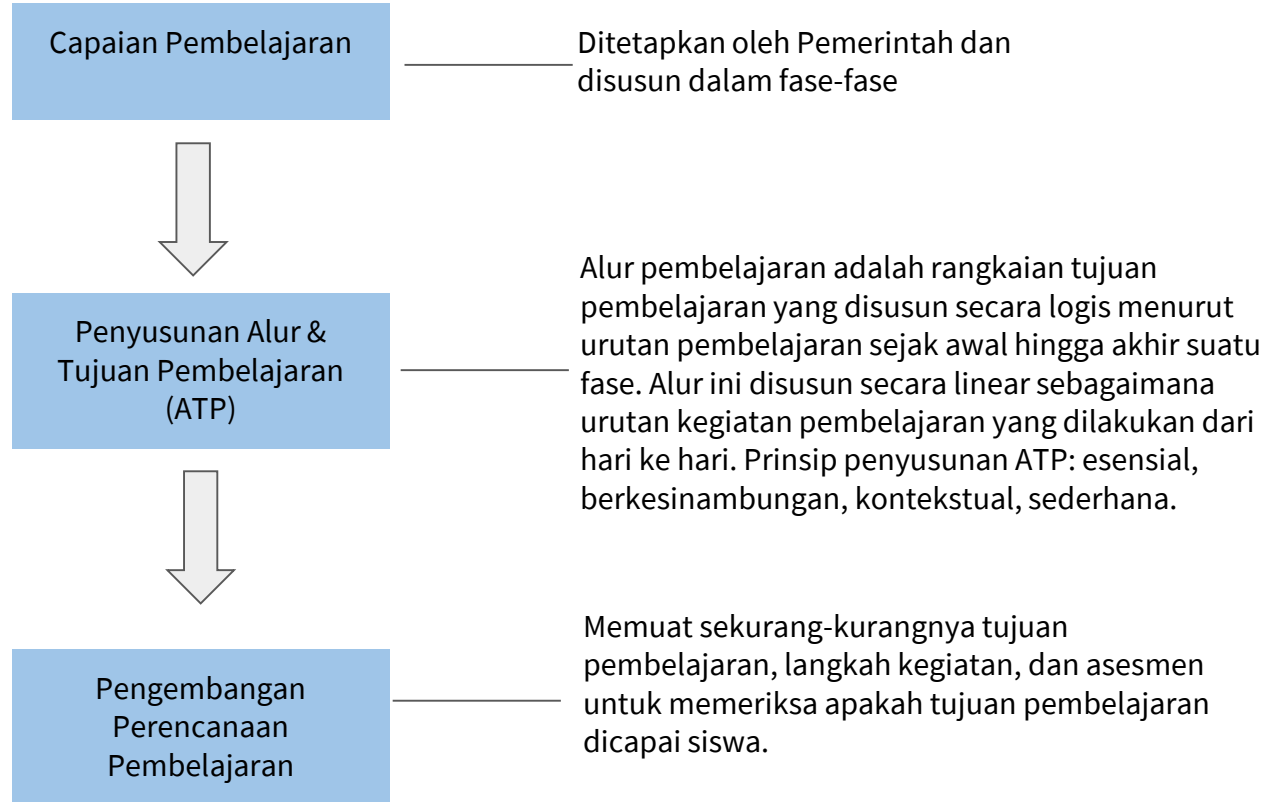 Capaian Pembelajaran
Ditetapkan oleh Pemerintah dan
disusun dalam fase-fase
Penyusunan Alur &
Tujuan Pembelajaran
(ATP)
Alur pembelajaran adalah rangkaian tujuan
pembelajaran yang disusun secara logis menurut
urutan pembelajaran sejak awal hingga akhir suatu
fase. Alur ini disusun secara linear sebagaimana
urutan kegiatan pembelajaran yang dilakukan dari
hari ke hari. Prinsip penyusunan ATP: esensial,
berkesinambungan, kontekstual, sederhana.
Pengembangan
Perencanaan
Pembelajaran
Memuat sekurang-kurangnya tujuan
pembelajaran, langkah kegiatan, dan asesmen
untuk memeriksa apakah tujuan pembelajaran
dicapai siswa.